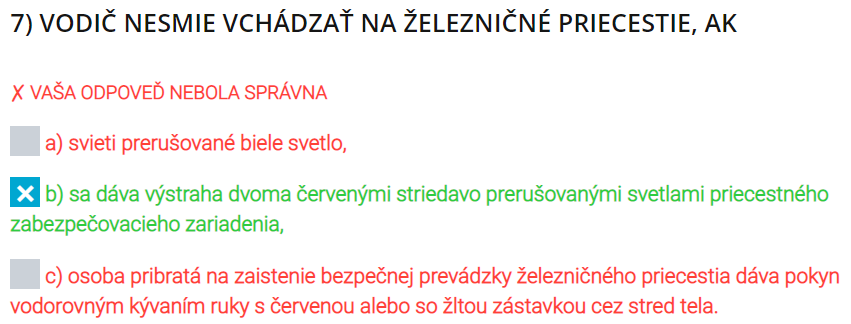 7) VODIČ NESMIE VCHÁDZAŤ NA ŽELEZNIČNÉ PRIECESTIE, AK
✗ VAŠA ODPOVEĎ NEBOLA SPRÁVNA
a) svieti prerušované biele svetlo,
b) sa dáva výstraha dvoma červenými striedavo prerušovanými svetlami priecestného
zabezpečovacieho zariadenia,
c) osoba pribratá na zaistenie bezpečnej prevádzky železničného priecestia dáva pokyn
vodorovným kývaním ruky s červenou alebo so žltou zástavkou cez stred tela.